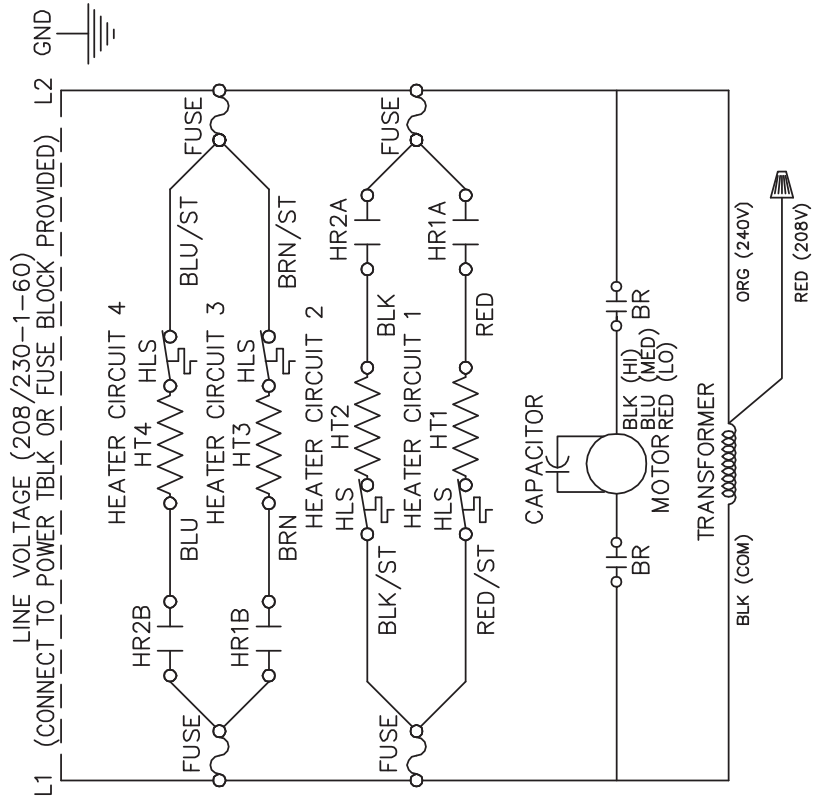 LINE VOLTAGE (208/230-1-60)
L1 (CONNECT TO POWER TBLK OR FUSE BLOCK PROVIDED) L2
GND
HEATER CIRCUIT 4
FUSE
HR2B
BLU
HT4
HLS
BLU/ST
FUSE
HEATER CIRCUIT 3
HR1B
BRN
HT3
HLS
BRN/ST
HEATER CIRCUIT 2
FUSE
BLK/ST
HLS
HT2
BLK
HR2A
FUSE
HEATER CIRCUIT 1
RED/ST
HLS
HT1
RED
HR1A
CAPACITOR
BR
MOTOR
BLK (HI)
BLU (MED)
RED (LO)
BR
TRANSFORMER
BLK (COM)
ORG (240V)
RED (208V)